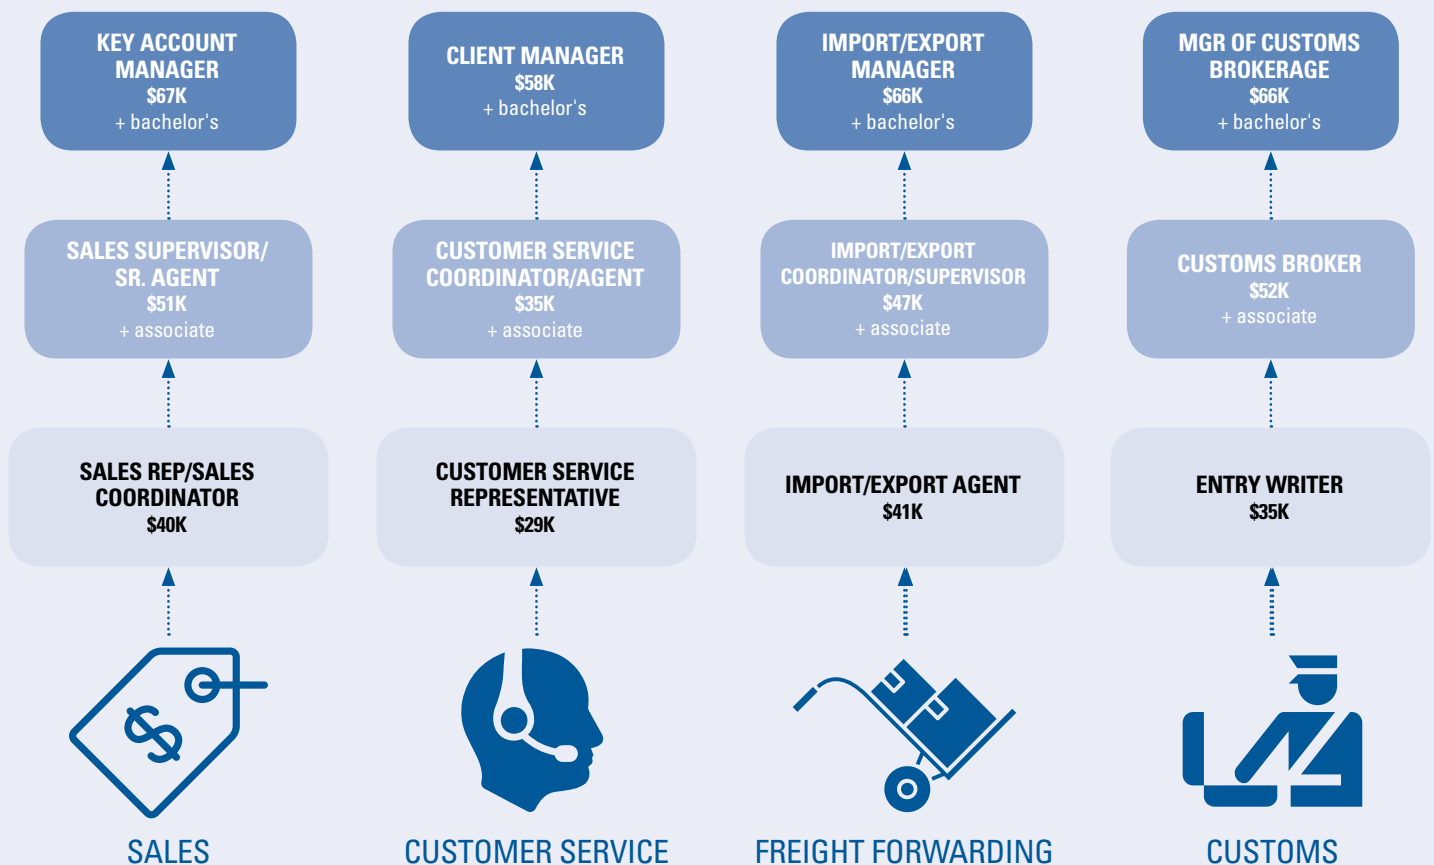 KEY ACCOUNT
MANAGER
$67K
+ bachelor's
CLIENT MANAGER
$58K
+ bachelor's
IMPORT/EXPORT
MANAGER
$66K
+ bachelor's
MGR OF CUSTOMS
BROKERAGE
$66K
+ bachelor's
SALES SUPERVISOR/
SR. AGENT
$51K
+ associate
CUSTOMER SERVICE
COORDINATOR/AGENT
$35K
+ associate
IMPORT/EXPORT
COORDINATOR/SUPERVISOR
$47K
+ associate
CUSTOMS BROKER
$52K
+ associate
SALES REP/SALES
COORDINATOR
$40K
CUSTOMER SERVICE
REPRESENTATIVE
$29K
IMPORT/EXPORT AGENT
$41K
ENTRY WRITER
$35K
$
SALES
CUSTOMER SERVICE
FREIGHT FORWARDING
CUSTOMS